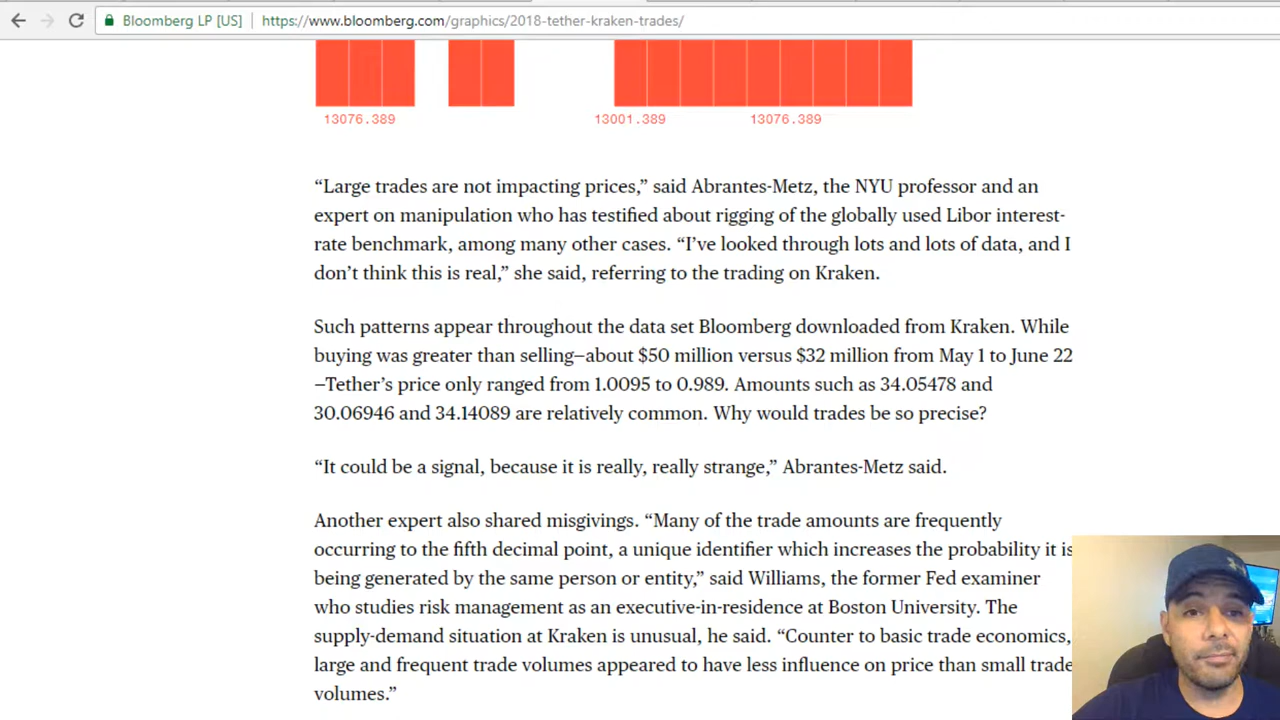 Bloomberg LP [US] https://www.bloomberg.com/graphics/2018-tether-kraken-trades/
13076.389 13001.389 13076.389
“Large trades are not impacting prices,” said Abrantes-Metz, the NYU professor and an
expert on manipulation who has testified about rigging of the globally used Libor interest-
rate benchmark, among many other cases. “I’ve looked through lots and lots of data, and I
don’t think this is real,” she said, referring to the trading on Kraken.
Such patterns appear throughout the data set Bloomberg downloaded from Kraken. While
buying was greater than selling—about $50 million versus $32 million from May 1 to June 22
—Tether’s price only ranged from 1.0095 to 0.989. Amounts such as 34.05478 and
30.06946 and 34.14089 are relatively common. Why would trades be so precise?
“It could be a signal, because it is really, really strange,” Abrantes-Metz said.
Another expert also shared misgivings. “Many of the trade amounts are frequently
occurring to the fifth decimal point, a unique identifier which increases the probability it is
being generated by the same person or entity,” said Williams, the former Fed examiner
who studies risk management as an executive-in-residence at Boston University. The
supply-demand situation at Kraken is unusual, he said. “Counter to basic trade economics,
large and frequent trade volumes appeared to have less influence on price than small trade
volumes.”